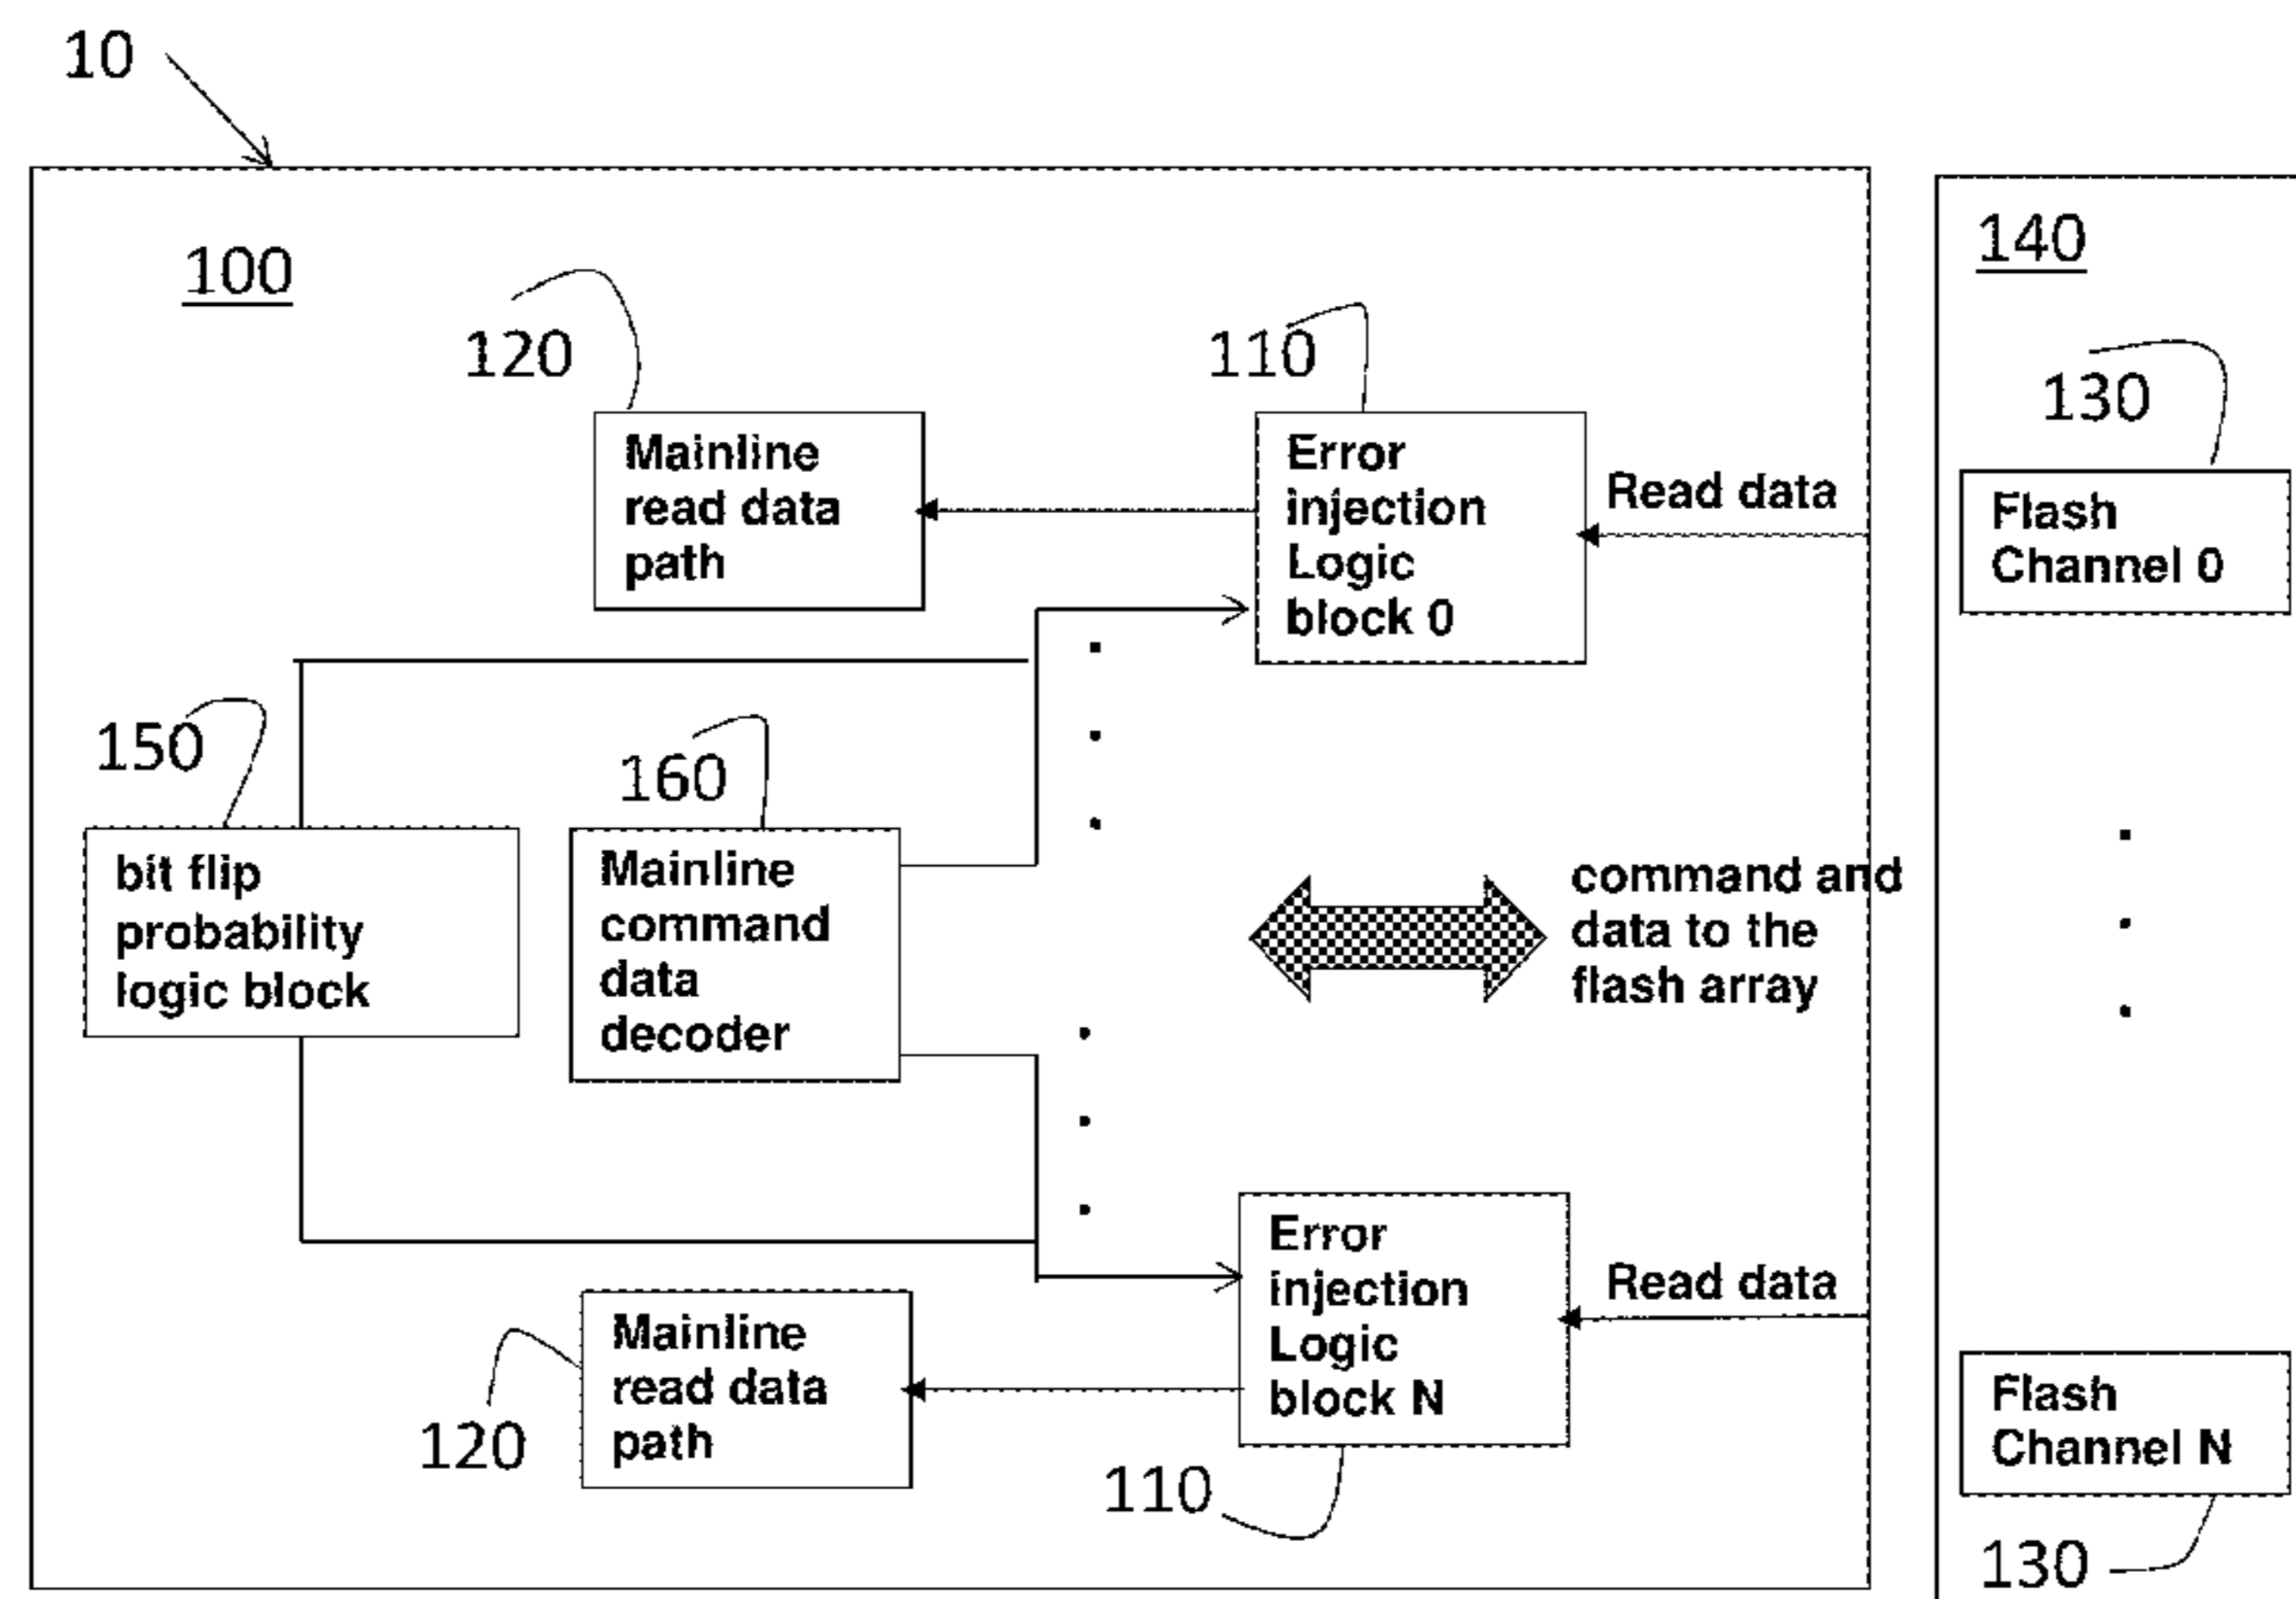 10
100
140
120
110
130
Mainline
read data
path
Error
injection
Logic
block 0
Read data
Flash
Channel 0
150
160
bit flip
probability
logic block
Mainline
command
data
decoder
command and
data to the
flash array
Error
injection
Logic
block N
Read data
Mainline
read data
path
Flash
Channel N
120
110
130